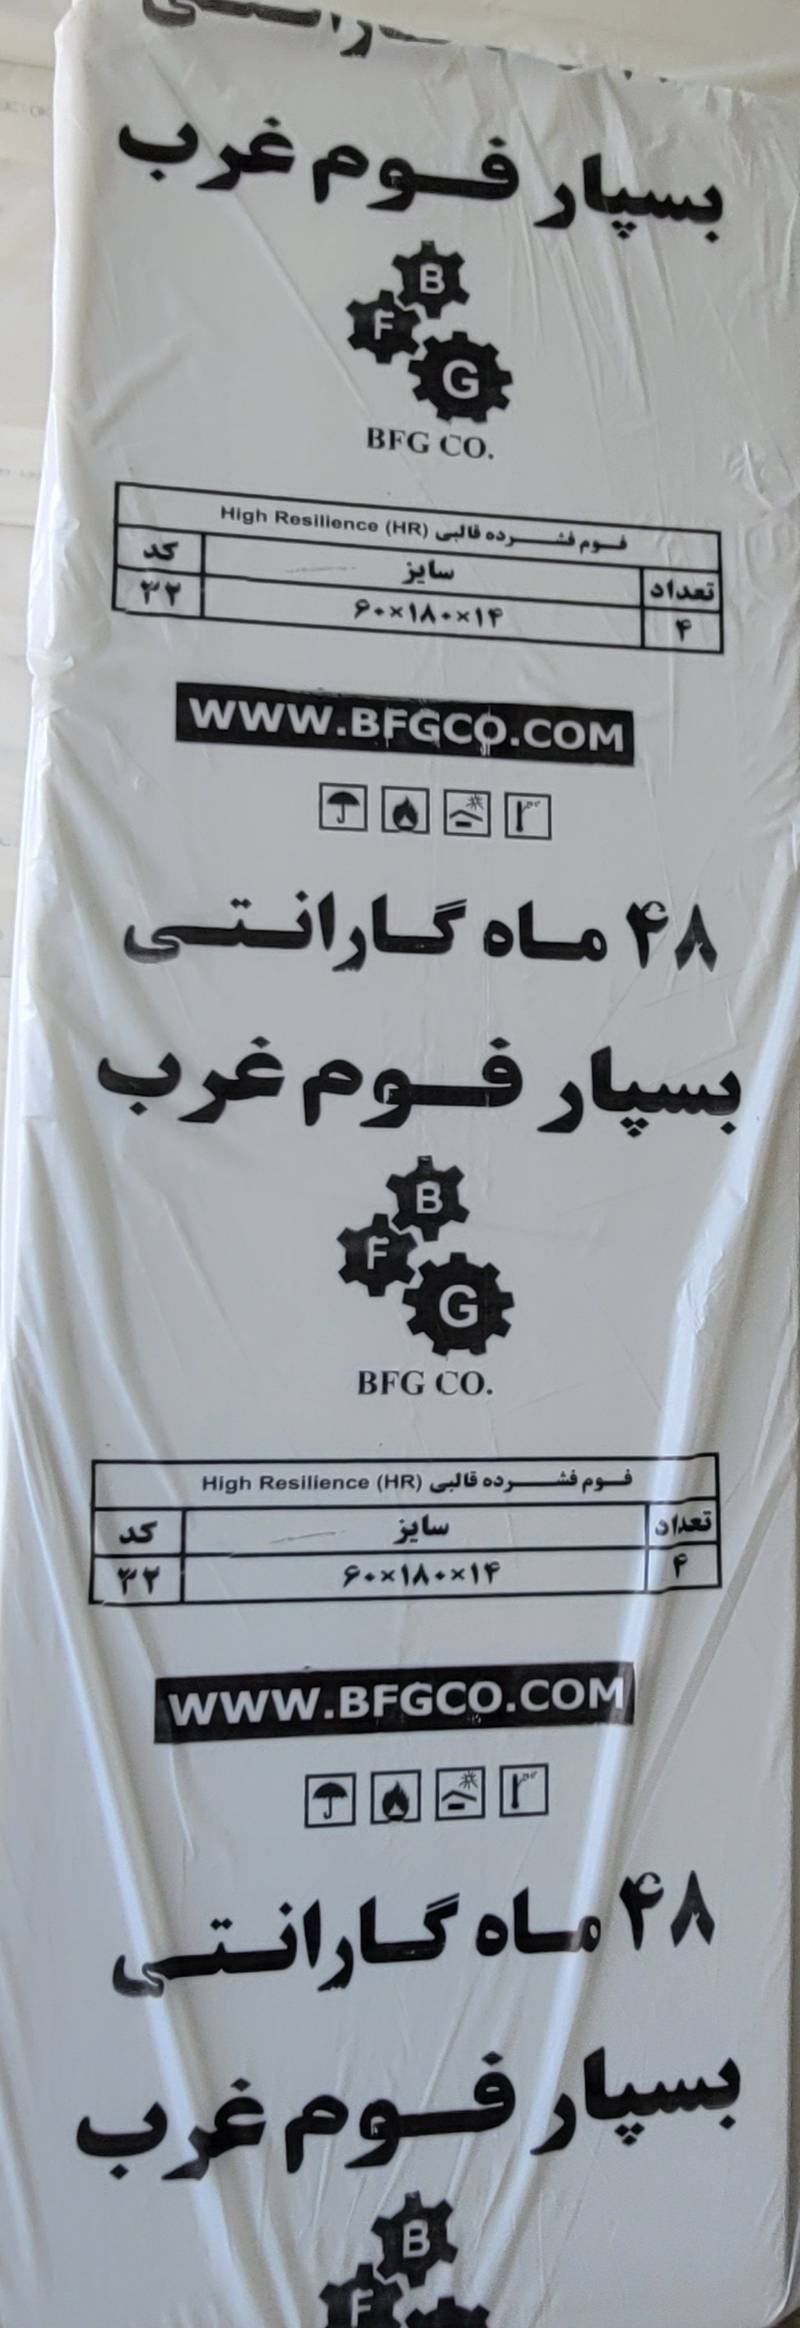 بسپار فوم غرب
B
F
G
BFG CO.
فوم فشرده قالبی High Resilience (HR)
تعداد سایز کد
۴ ۶۰×۱۸۰×۱۴ ۳۲
WWW.BFGCO.COM
۴۸ ماه گارانتی
بسپار فوم غرب
B
F
G
BFG CO.
فوم فشرده قالبی High Resilience (HR)
تعداد سایز کد
۴ ۶۰×۱۸۰×۱۴ ۳۲
WWW.BFGCO.COM
۴۸ ماه گارانتی
بسپار فوم غرب
B
F